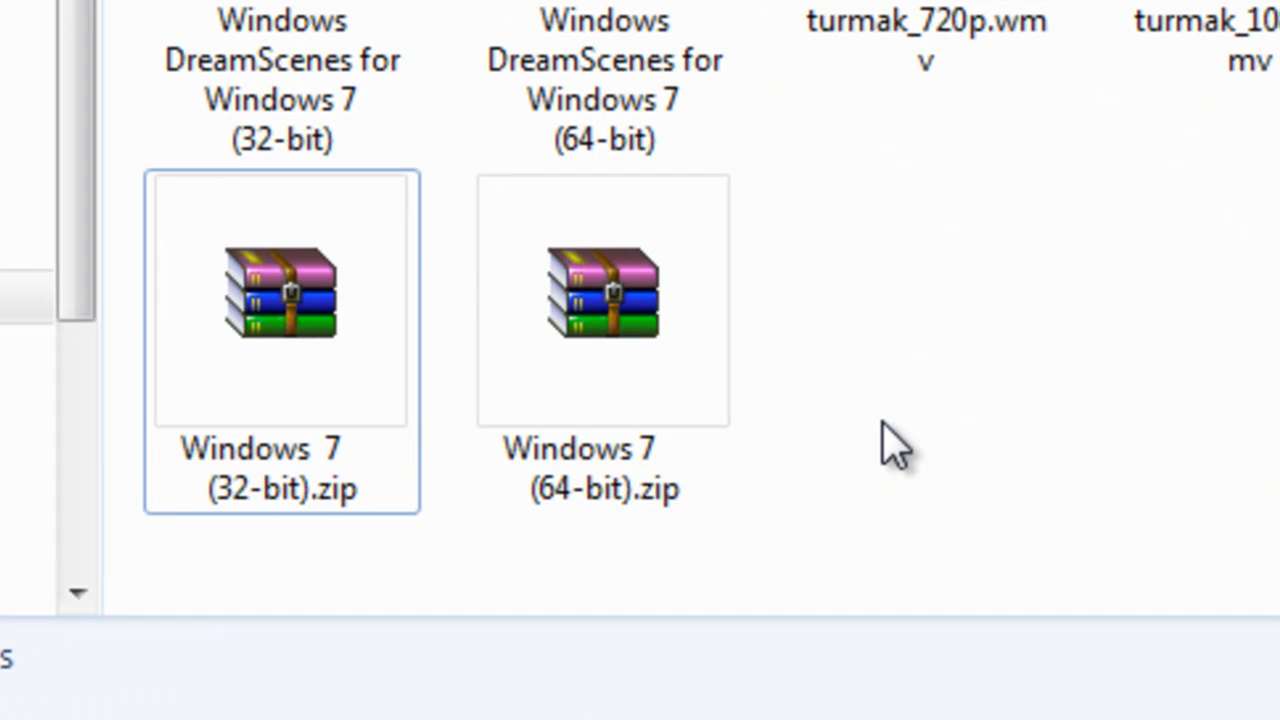 Windows
DreamScenes for
Windows 7
(32-bit)
Windows
DreamScenes for
Windows 7
(64-bit)
turmak_720p.wm
v
turmak_10
mv
Windows  7
(32-bit).zip
Windows 7
(64-bit).zip
s